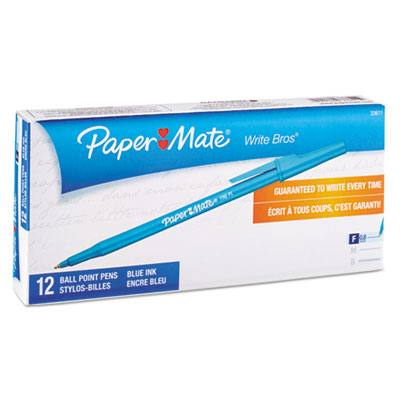 Paper Mate® Write Bros®
GUARANTEED TO WRITE EVERY TIME
ÉCRIT À TOUS COUPS, C'EST GARANTI!
Paper Mate
12 BALL POINT PENS
STYLOS-BILLES
BLUE INK
ENCRE BLEU
F
M
B